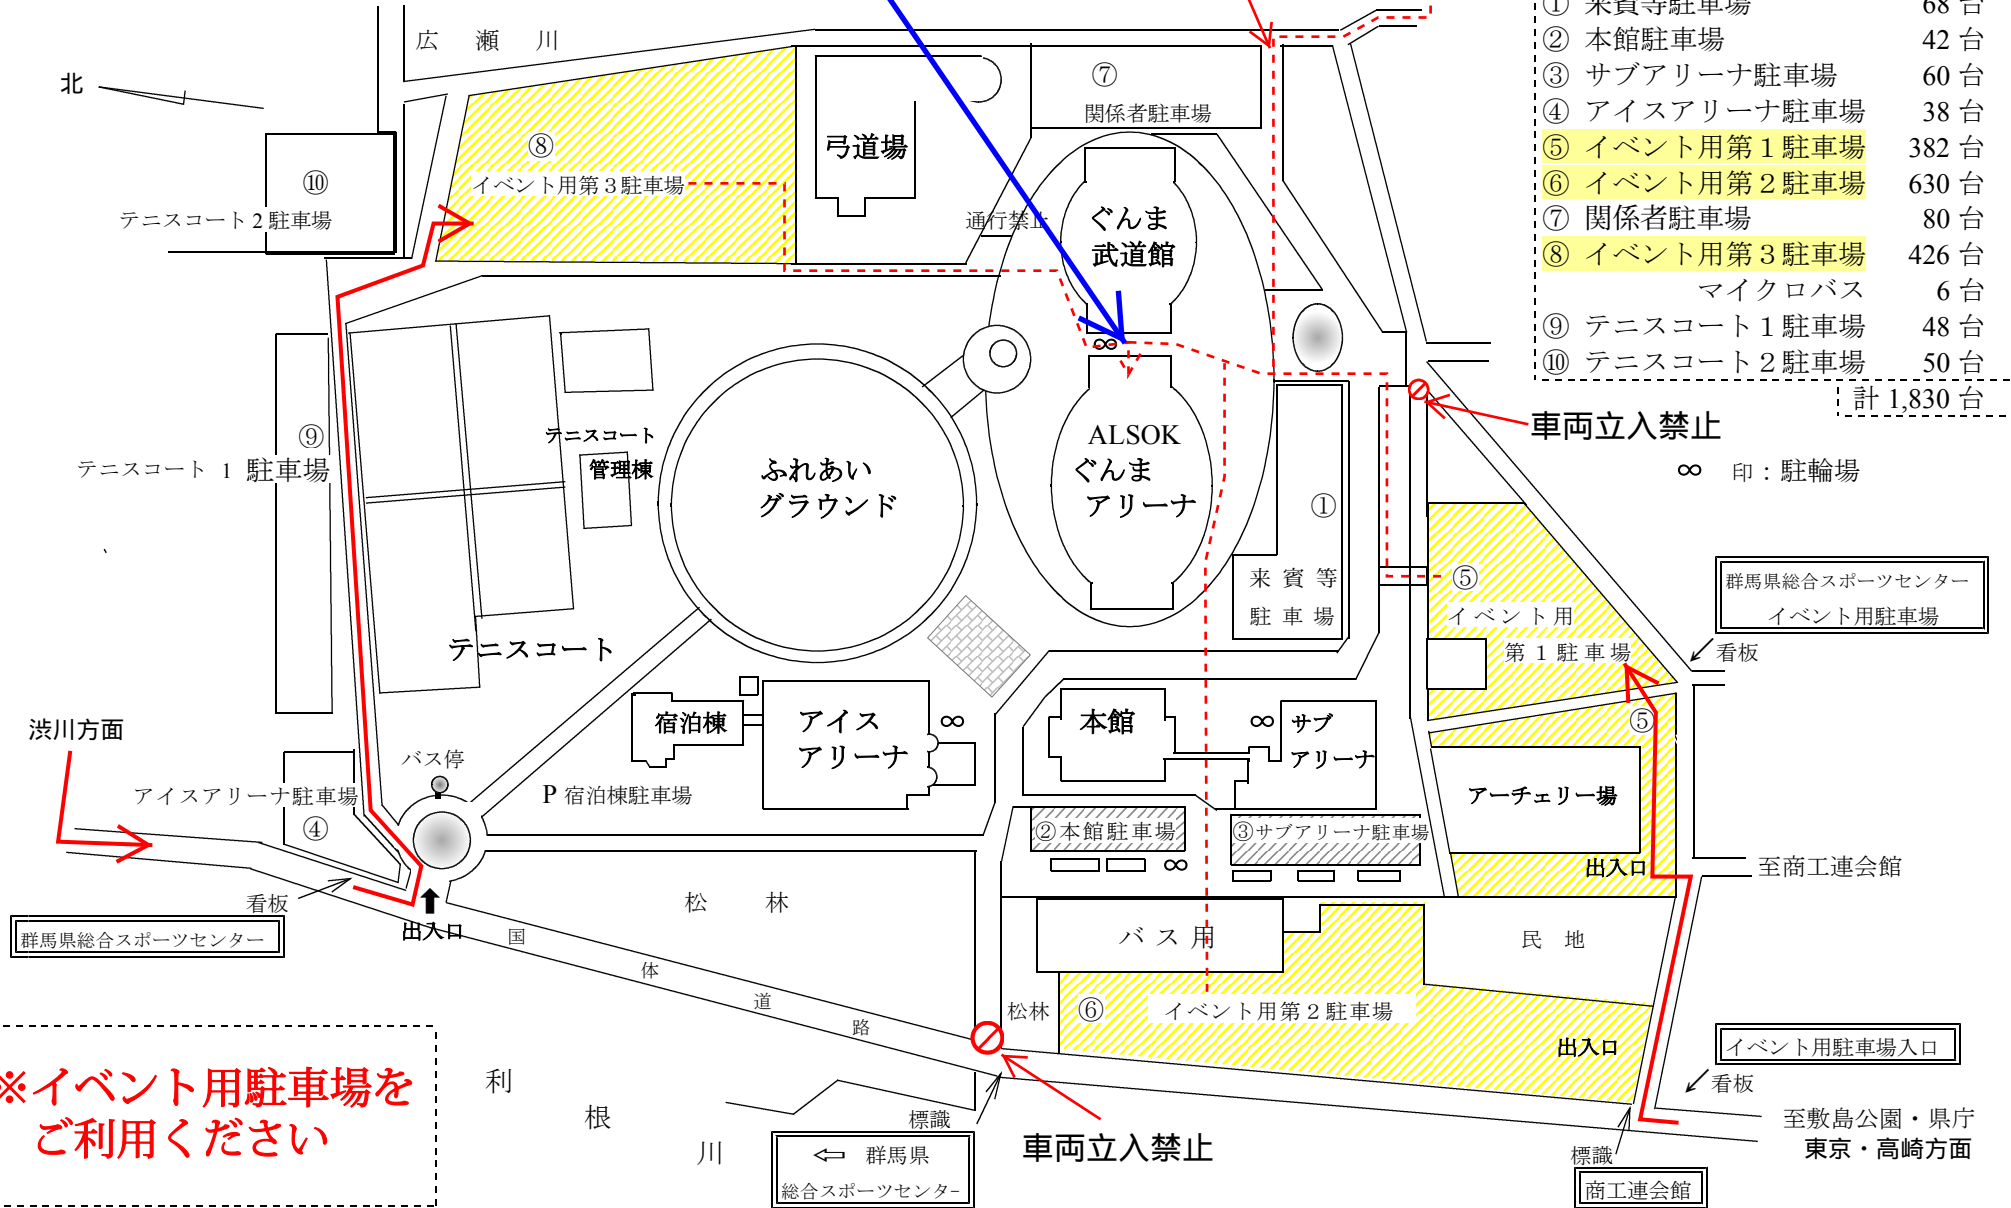 ① 来賓等駐車場 68 台
② 本館駐車場 42 台
③ サブアリーナ駐車場 60 台
④ アイスアリーナ駐車場 38 台
⑤ イベント用第1駐車場 382 台
⑥ イベント用第2駐車場 630 台
⑦ 関係者駐車場 80 台
⑧ イベント用第3駐車場 426 台
マイクロバス 6 台
⑨ テニスコート1駐車場 48 台
⑩ テニスコート2駐車場 50 台
計 1,830 台
広 瀬 川
北
⑦
関係者駐車場
弓道場
⑧
イベント用第3駐車場
⑩
テニスコート2駐車場
通行禁止
ぐんま
武道館
∞
車両立入禁止
∞ 印：駐輪場
⑨
テニスコート 1 駐車場
テニスコート
管理棟
ふれあい
グラウンド
ALSOK
ぐんま
アリーナ
①
来 賓 等
駐 車 場
⑤
イベント用
第1駐車場
群馬県総合スポーツセンター
イベント用駐車場
看板
テニスコート
渋川方面
宿泊棟
アイス
アリーナ
∞
本館
∞
サブ
アリーナ
⑤
バス停
P 宿泊棟駐車場
アイスアリーナ駐車場
④
アーチェリー場
②本館駐車場
③サブアリーナ駐車場
∞
出入口
至商工連会館
看板
群馬県総合スポーツセンター
出入口
松 林
国
体
道
路
バス用
民 地
松林
⑥
イベント用第2駐車場
出入口
イベント用駐車場入口
看板
※イベント用駐車場を
ご利用ください
利
根
川
標識
⇦ 群馬県
総合スポーツセンター
車両立入禁止
標識
商工連会館
至敷島公園・県庁
東京・高崎方面